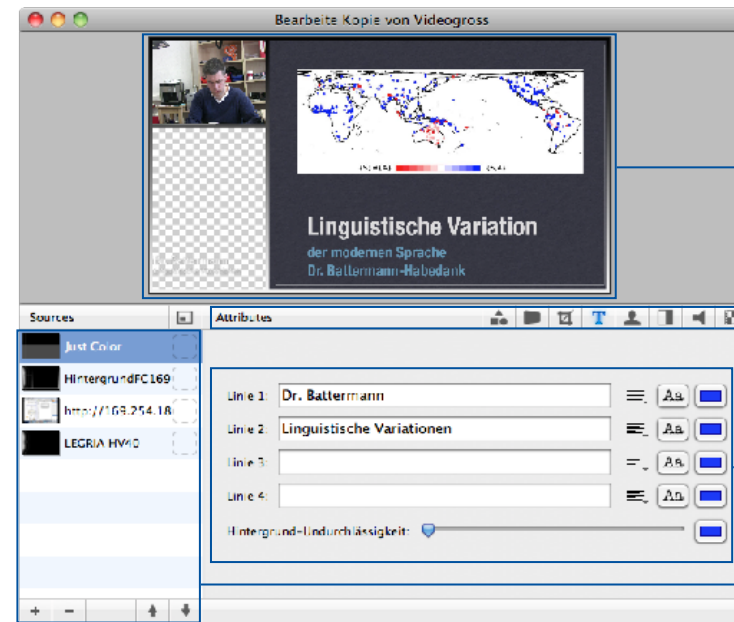 Bearbeite Kopie von Videogross
Linguistische Variation
der modernen Sprache
Dr. Battermann-Habedank
Sources
Attributes
Just Color
HintergrundFC169
http://169.254.18
LEGRIA HV40
Linie 1: Dr. Battermann Aa
Linie 2: Linguistische Variationen Aa
Linie 3: Aa
Linie 4: Aa
Hintergrund-Undurchlässigkeit: